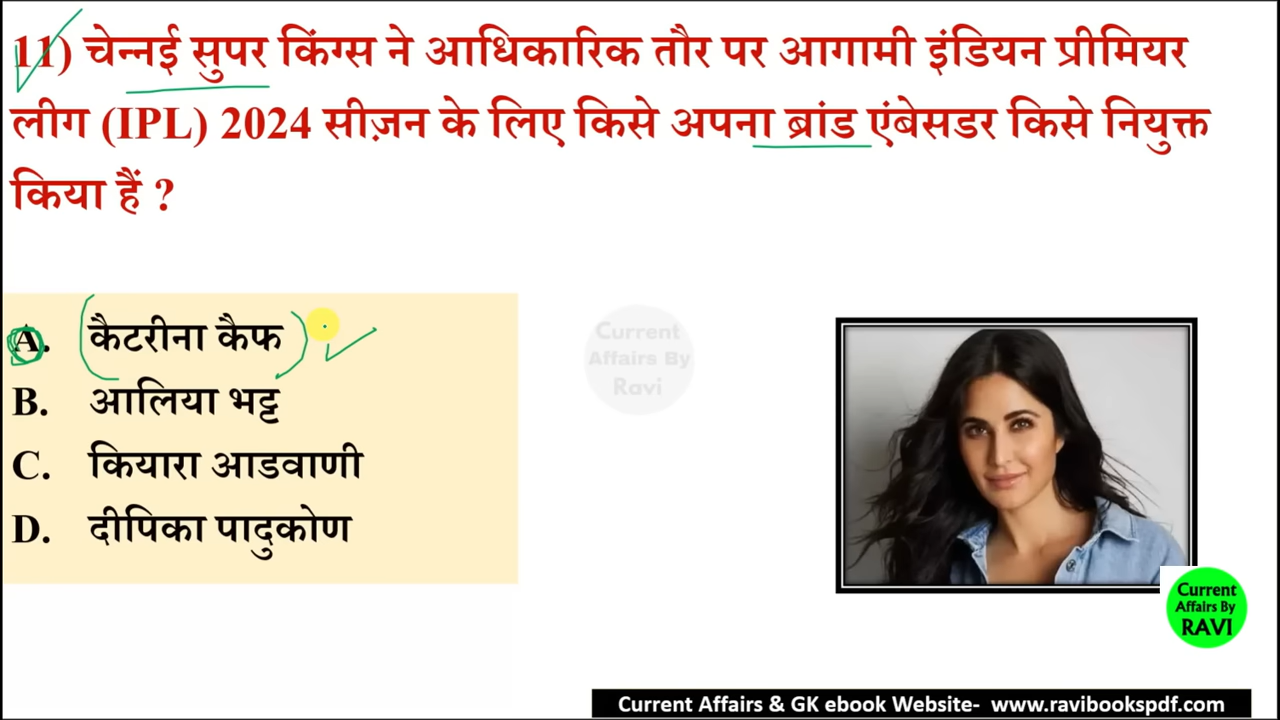 11) चेन्नई सुपर किंग्स ने आधिकारिक तौर पर आगामी इंडियन प्रीमियर
लीग (IPL) 2024 सीज़न के लिए किसे अपना ब्रांड एंबेसडर किसे नियुक्त
किया हैं ?
A. कैटरीना कैफ
B. आलिया भट्ट
C. कियारा आडवाणी
D. दीपिका पादुकोण
Current
Affairs By
Ravi
Current
Affairs By
RAVI
Current Affairs & GK ebook Website- www.ravibookspdf.com